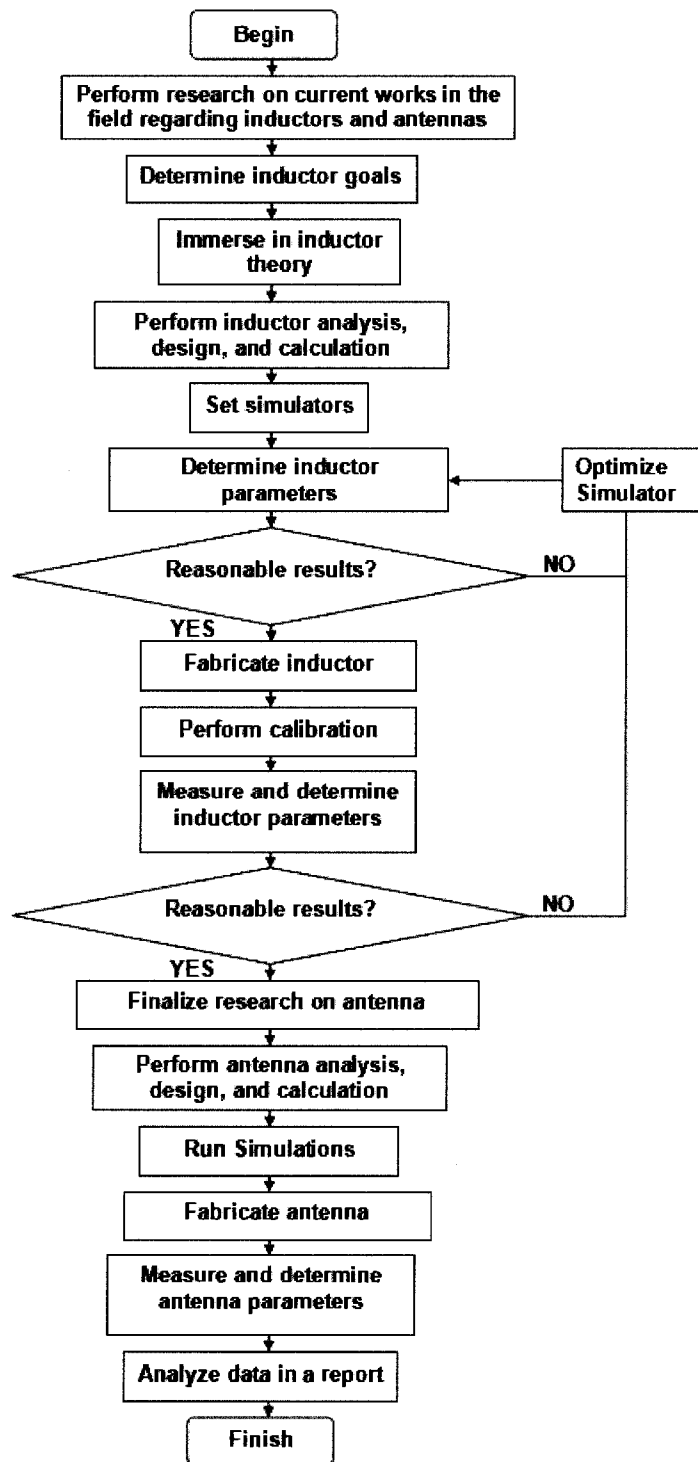 Begin
Perform research on current works in the
field regarding inductors and antennas
Determine inductor goals
Immerse in inductor
theory
Perform inductor analysis,
design, and calculation
Set simulators
Determine inductor
parameters
Optimize
Simulator
Reasonable results?
NO
YES
Fabricate inductor
Perform calibration
Measure and determine
inductor parameters
Reasonable results?
NO
YES
Finalize research on antenna
Perform antenna analysis,
design, and calculation
Run Simulations
Fabricate antenna
Measure and determine
antenna parameters
Analyze data in a report
Finish